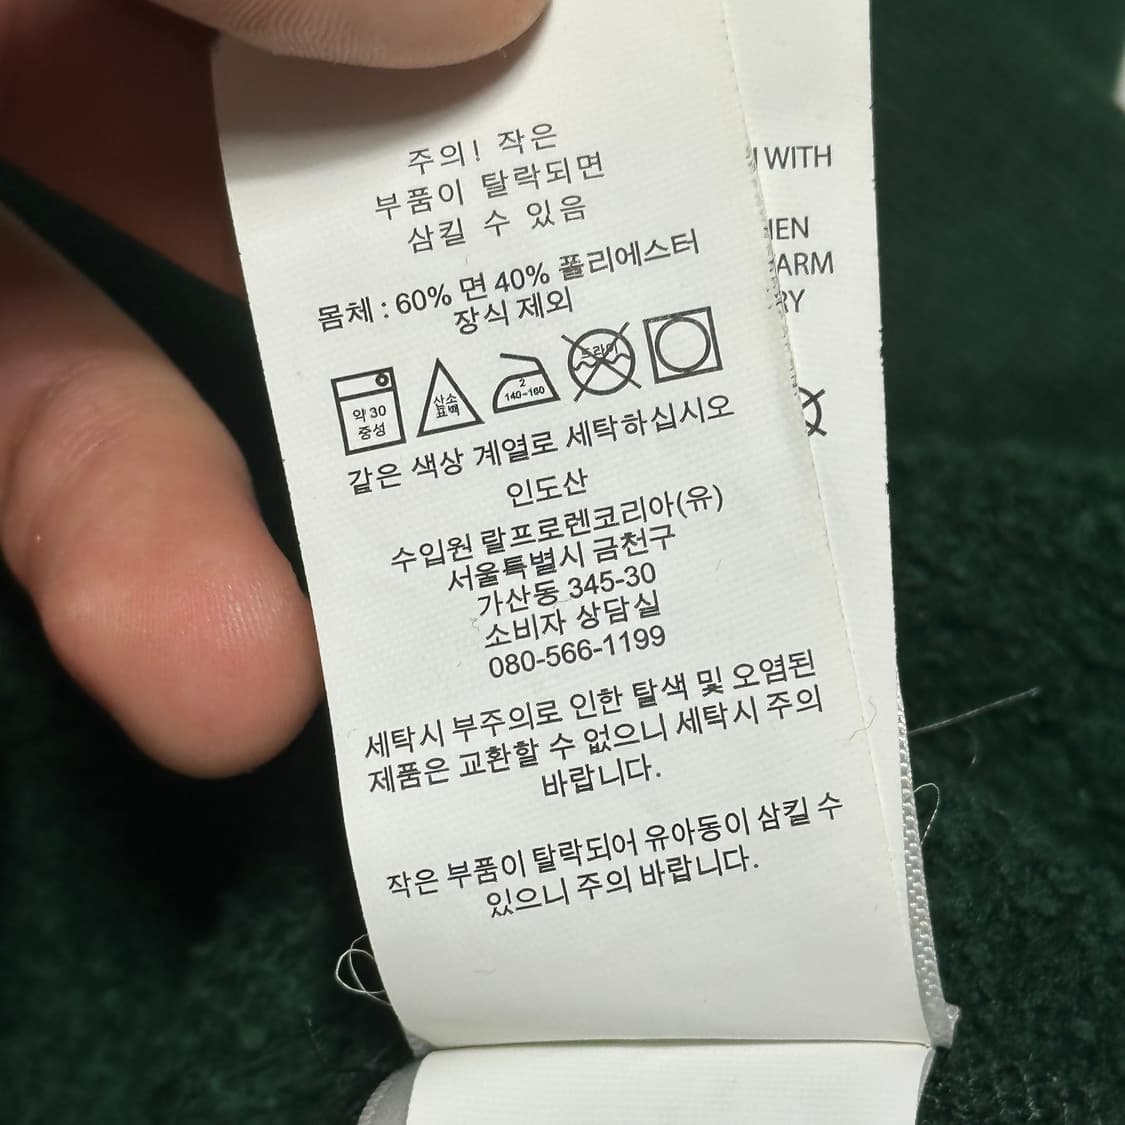 주의! 작은
부품이 탈락되면
삼킬 수 있음
몸체 : 60% 면 40% 폴리에스터
장식 제외
약 30
중성
산소
표백
2
140~160
드라이
같은 색상 계열로 세탁하십시오
인도산
수입원 랄프로렌코리아(유)
서울특별시 금천구
가산동 345-30
소비자 상담실
080-566-1199
세탁시 부주의로 인한 탈색 및 오염된
제품은 교환할 수 없으니 세탁시 주의
바랍니다.
작은 부품이 탈락되어 유아동이 삼킬 수
있으니 주의 바랍니다.
WITH